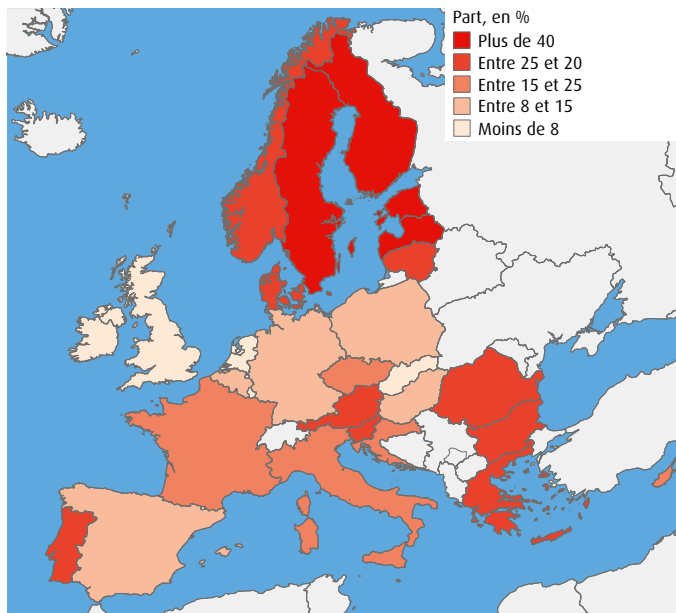 Part, en %
Plus de 40
Entre 25 et 20
Entre 15 et 25
Entre 8 et 15
Moins de 8